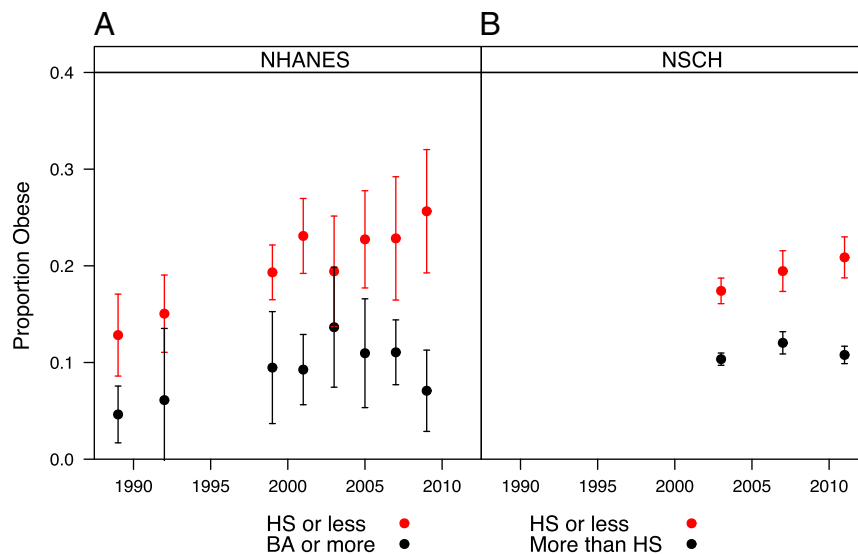 A B
NHANES NSCH
0.4
0.3
0.2
0.1
0.0
Proportion Obese
1990 1995 2000 2005 2010 1990 1995 2000 2005 2010
HS or less HS or less
BA or more More than HS